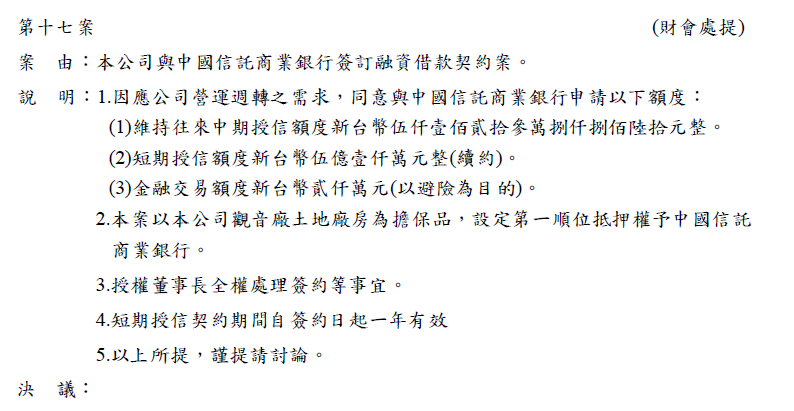 第十七案 (財會處提)
案 由：本公司與中國信託商業銀行簽訂融資借款契約案。
說 明：1.因應公司營運週轉之需求，同意與中國信託商業銀行申請以下額度：
(1)維持往來中期授信額度新台幣伍仟壹佰貳拾參萬捌仟捌佰陸拾元整。
(2)短期授信額度新台幣伍億壹仟萬元整(續約)。
(3)金融交易額度新台幣貳仟萬元(以避險為目的)。
2.本案以本公司觀音廠土地廠房為擔保品，設定第一順位抵押權予中國信託
商業銀行。
3.授權董事長全權處理簽約等事宜。
4.短期授信契約期間自簽約日起一年有效
5.以上所提，謹提請討論。
決 議：